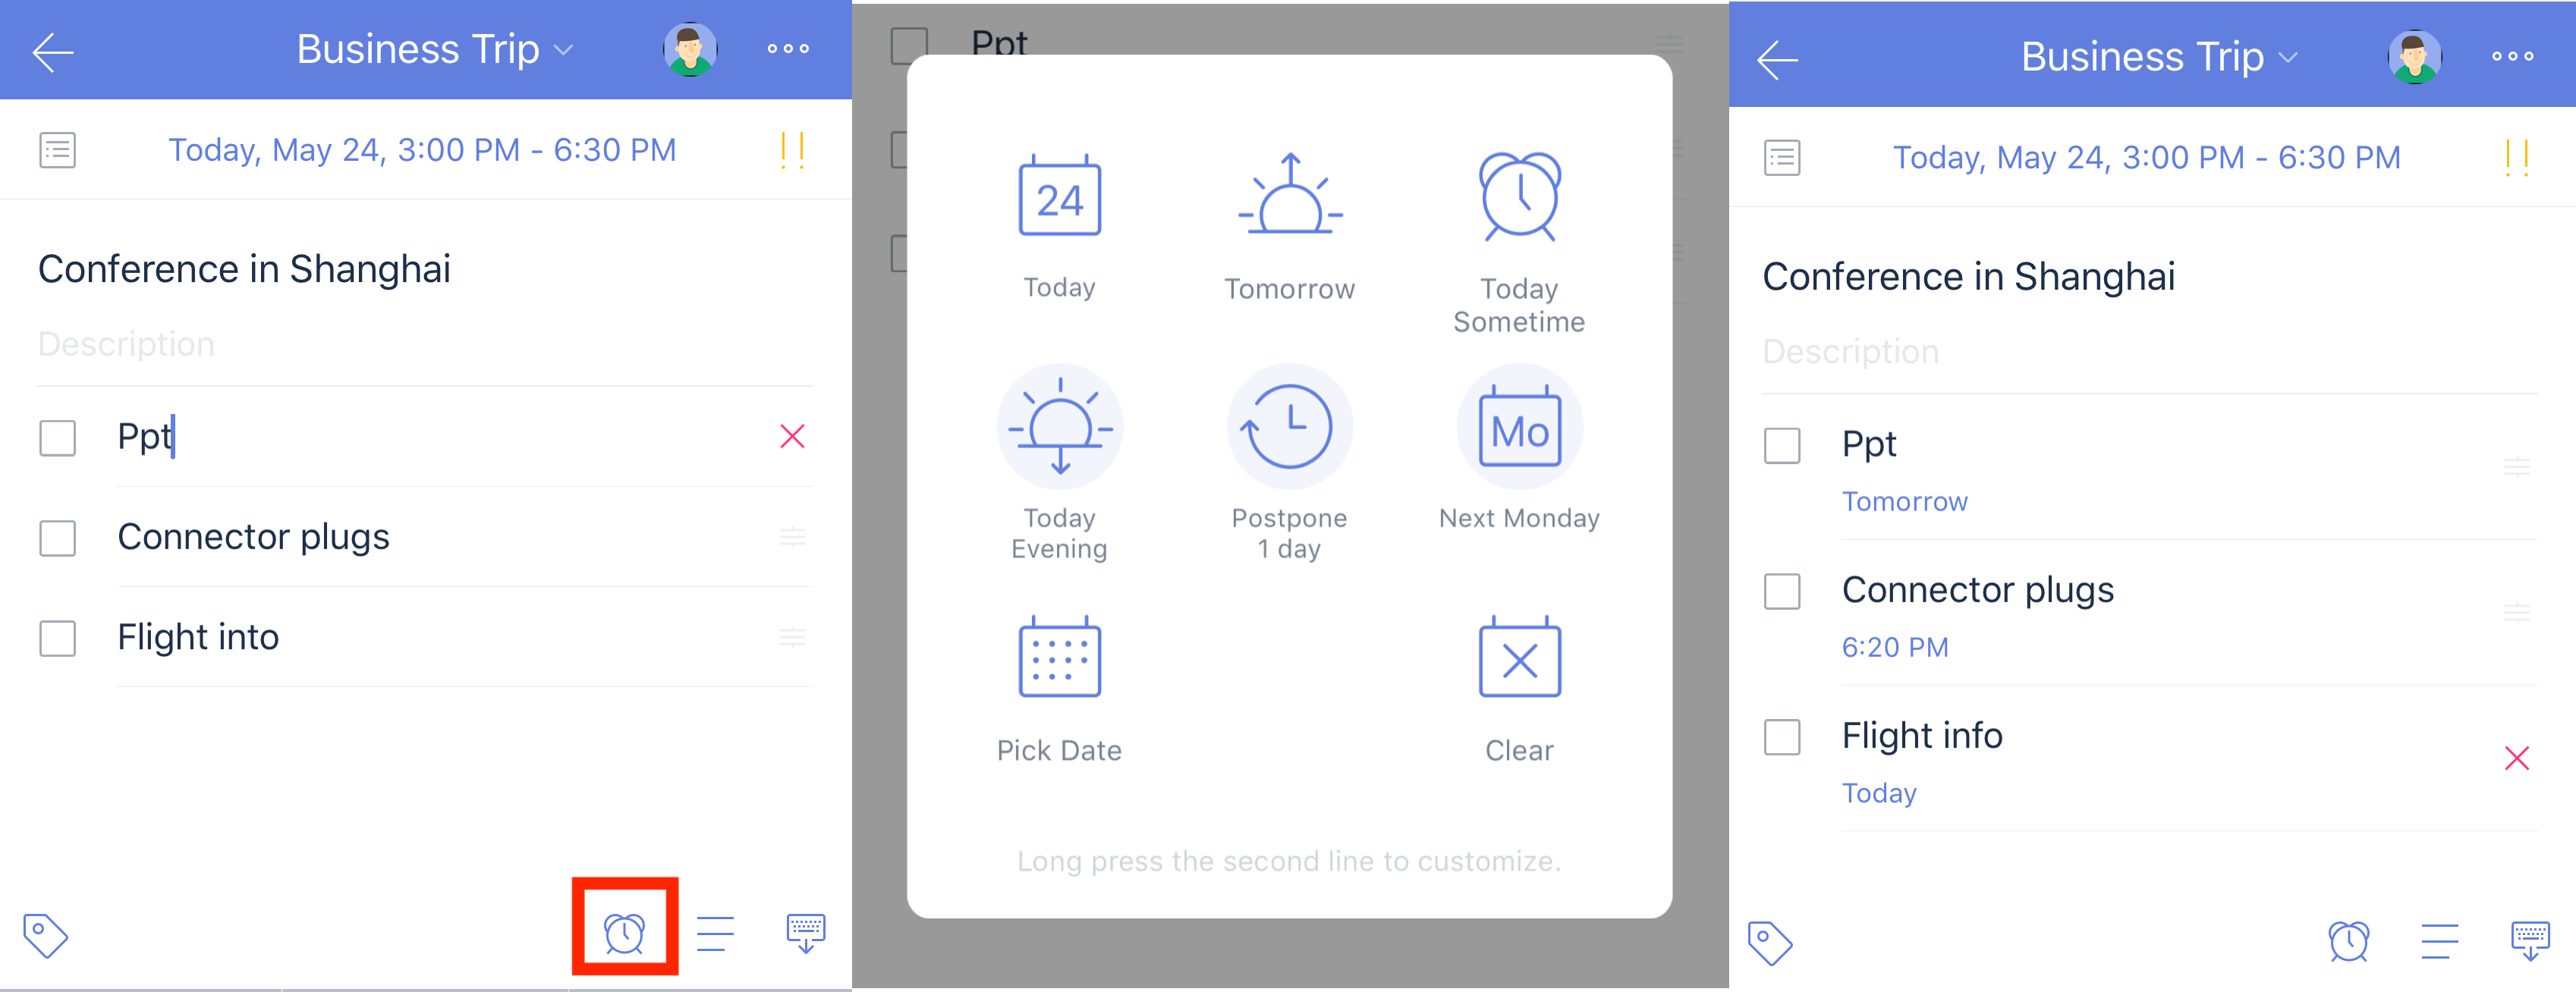 Business Trip
Today, May 24, 3:00 PM - 6:30 PM
!!
Conference in Shanghai
Description
Ppt
Connector plugs
Flight into
Ppt
24
Today
Tomorrow
Today
Sometime
Today
Evening
Postpone
1 day
Mo
Next Monday
Pick Date
Clear
Long press the second line to customize.
Business Trip
Today, May 24, 3:00 PM - 6:30 PM
!!
Conference in Shanghai
Description
Ppt
Tomorrow
Connector plugs
6:20 PM
Flight info
Today